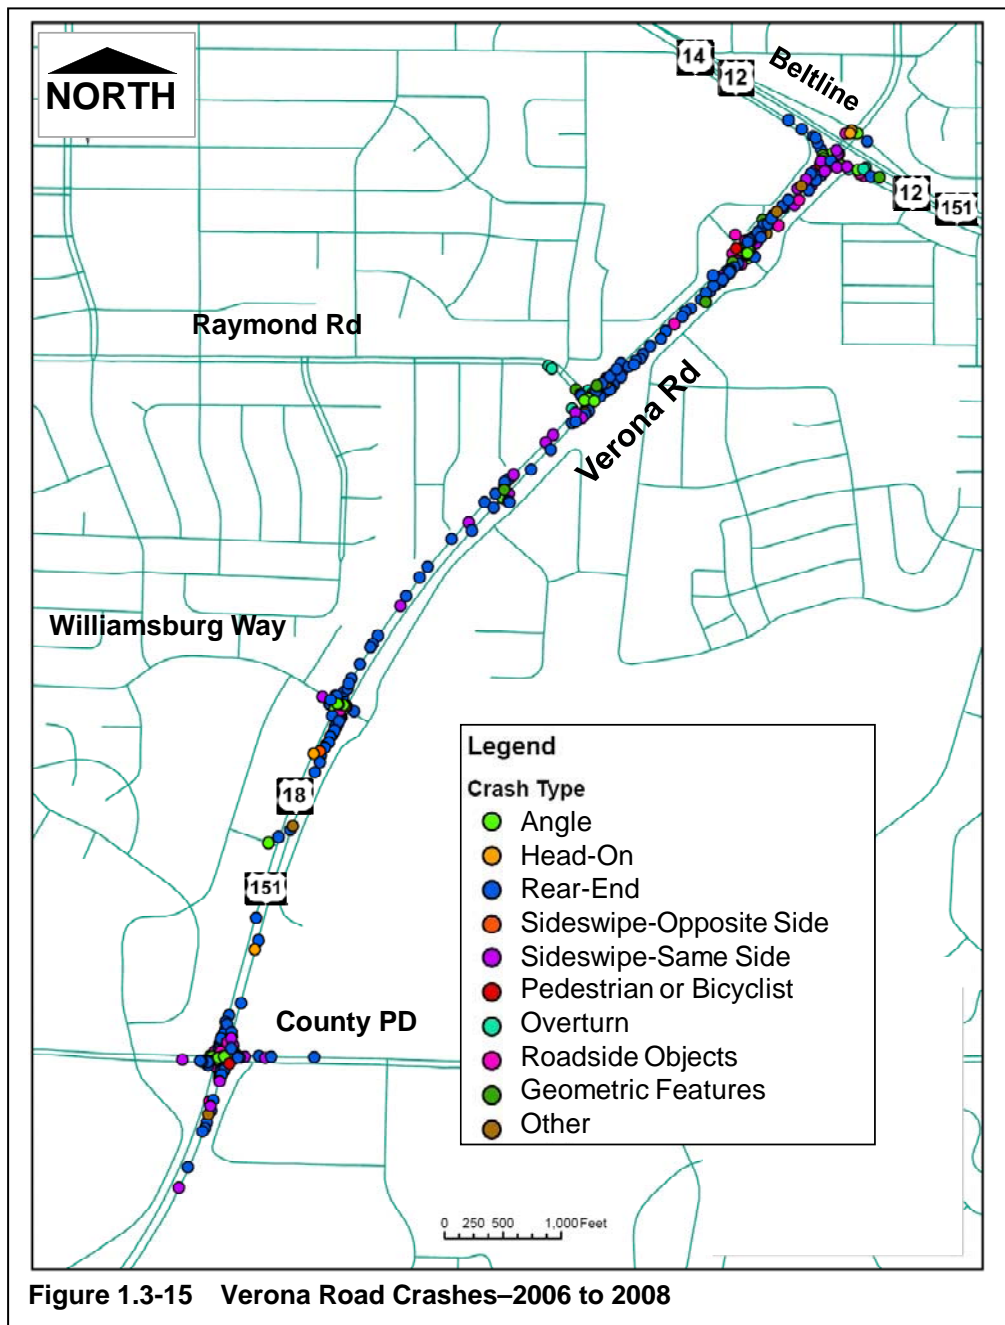 NORTH
14
12
Beltline
12
151
Raymond Rd
Verona Rd
Williamsburg Way
18
151
County PD
Legend
Crash Type
Angle
Head-On
Rear-End
Sideswipe-Opposite Side
Sideswipe-Same Side
Pedestrian or Bicyclist
Overturn
Roadside Objects
Geometric Features
Other
0 250 500 1,000 Feet
Figure 1.3-15 Verona Road Crashes–2006 to 2008